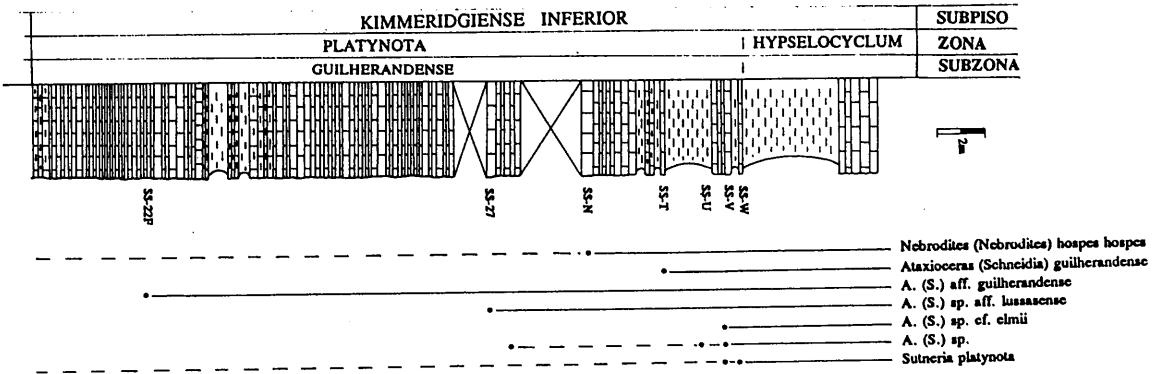 KIMMERIDGIENSE INFERIOR SUBPISO
PLATYNOTA HYPSELOCYCLUM ZONA
GUILHERANDENSE SUBZONA
2m
SS-22F SS-27 SS-N SS-T SS-U SS-V SS-W
Nebrodites (Nebrodites) hospes hospes
Ataxioceras (Schneidia) guilherandense
A. (S.) aff. guilherandense
A. (S.) sp. aff. lussasense
A. (S.) sp. cf. elmii
A. (S.) sp.
Sutneria platynota